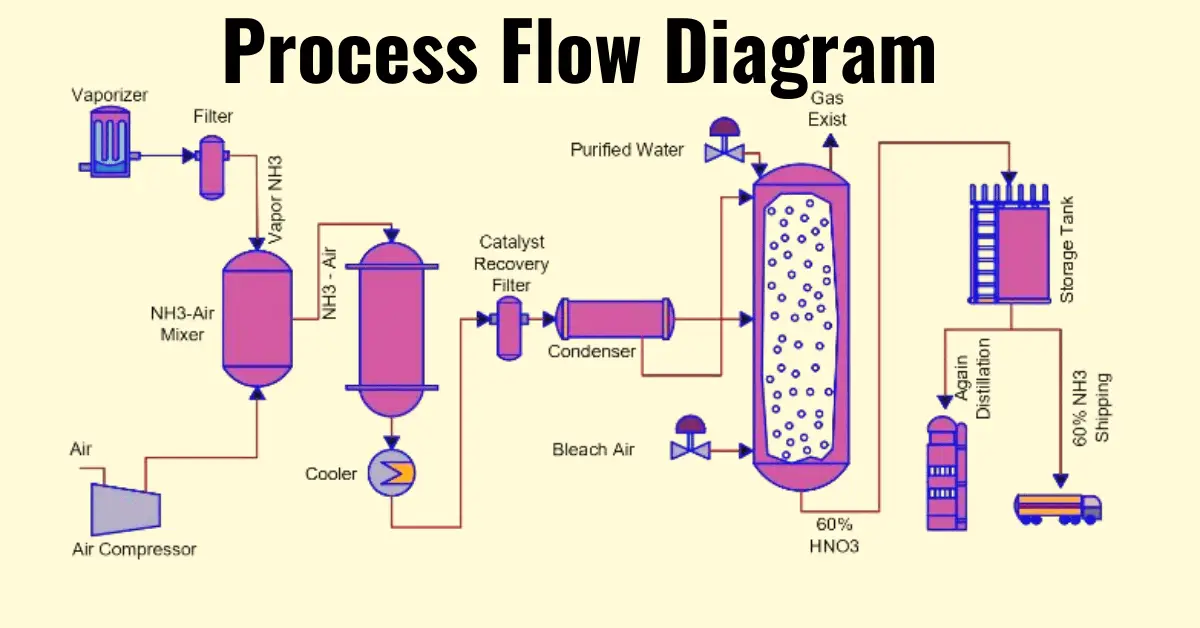 Process Flow Diagram
Vaporizer
Filter
Vapor NH3
NH3-Air
Mixer
NH3 - Air
Air
Air Compressor
Cooler
Catalyst
Recovery
Filter
Condenser
Purified Water
Gas
Exist
Bleach Air
60%
HNO3
Storage Tank
Again
Distillation
60% NH3
Shipping